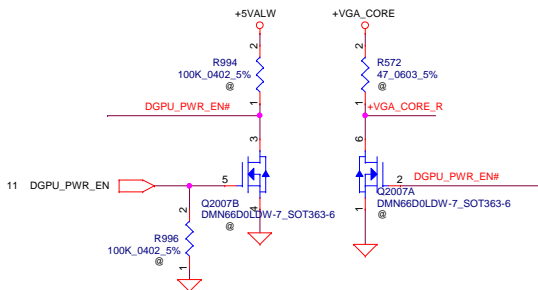 +5VALW
+VGA_CORE
2
R994
100K_0402_5%
@
1
2
R572
47_0603_5%
@
1
DGPU_PWR_EN#
+VGA_CORE_R
3
6
11 DGPU_PWR_EN
5
2
DGPU_PWR_EN#
Q2007B
DMN66D0LDW-7_SOT363-6
@
4
Q2007A
DMN66D0LDW-7_SOT363-6
@
1
2
R996
100K_0402_5%
@
1